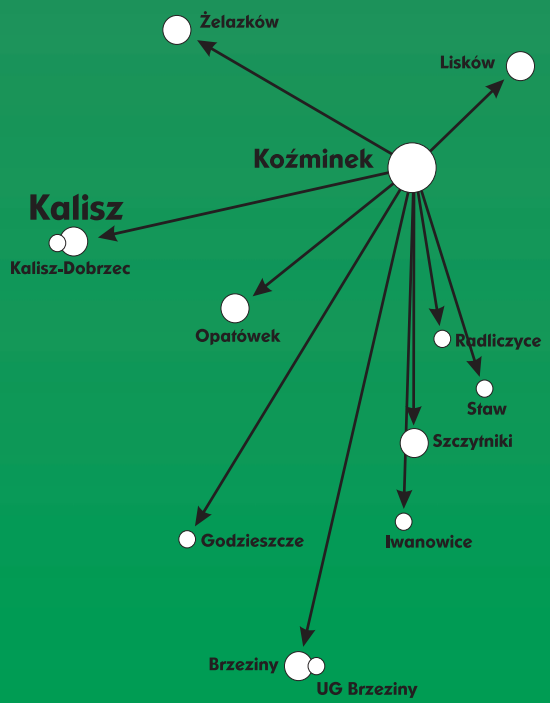 Żelazków
Lisków
Koźminek
Kalisz
Kalisz-Dobrzec
Opatówek
Radliczyce
Staw
Szczytniki
Godzieszcze
Iwanowice
Brzeziny
UG Brzeziny